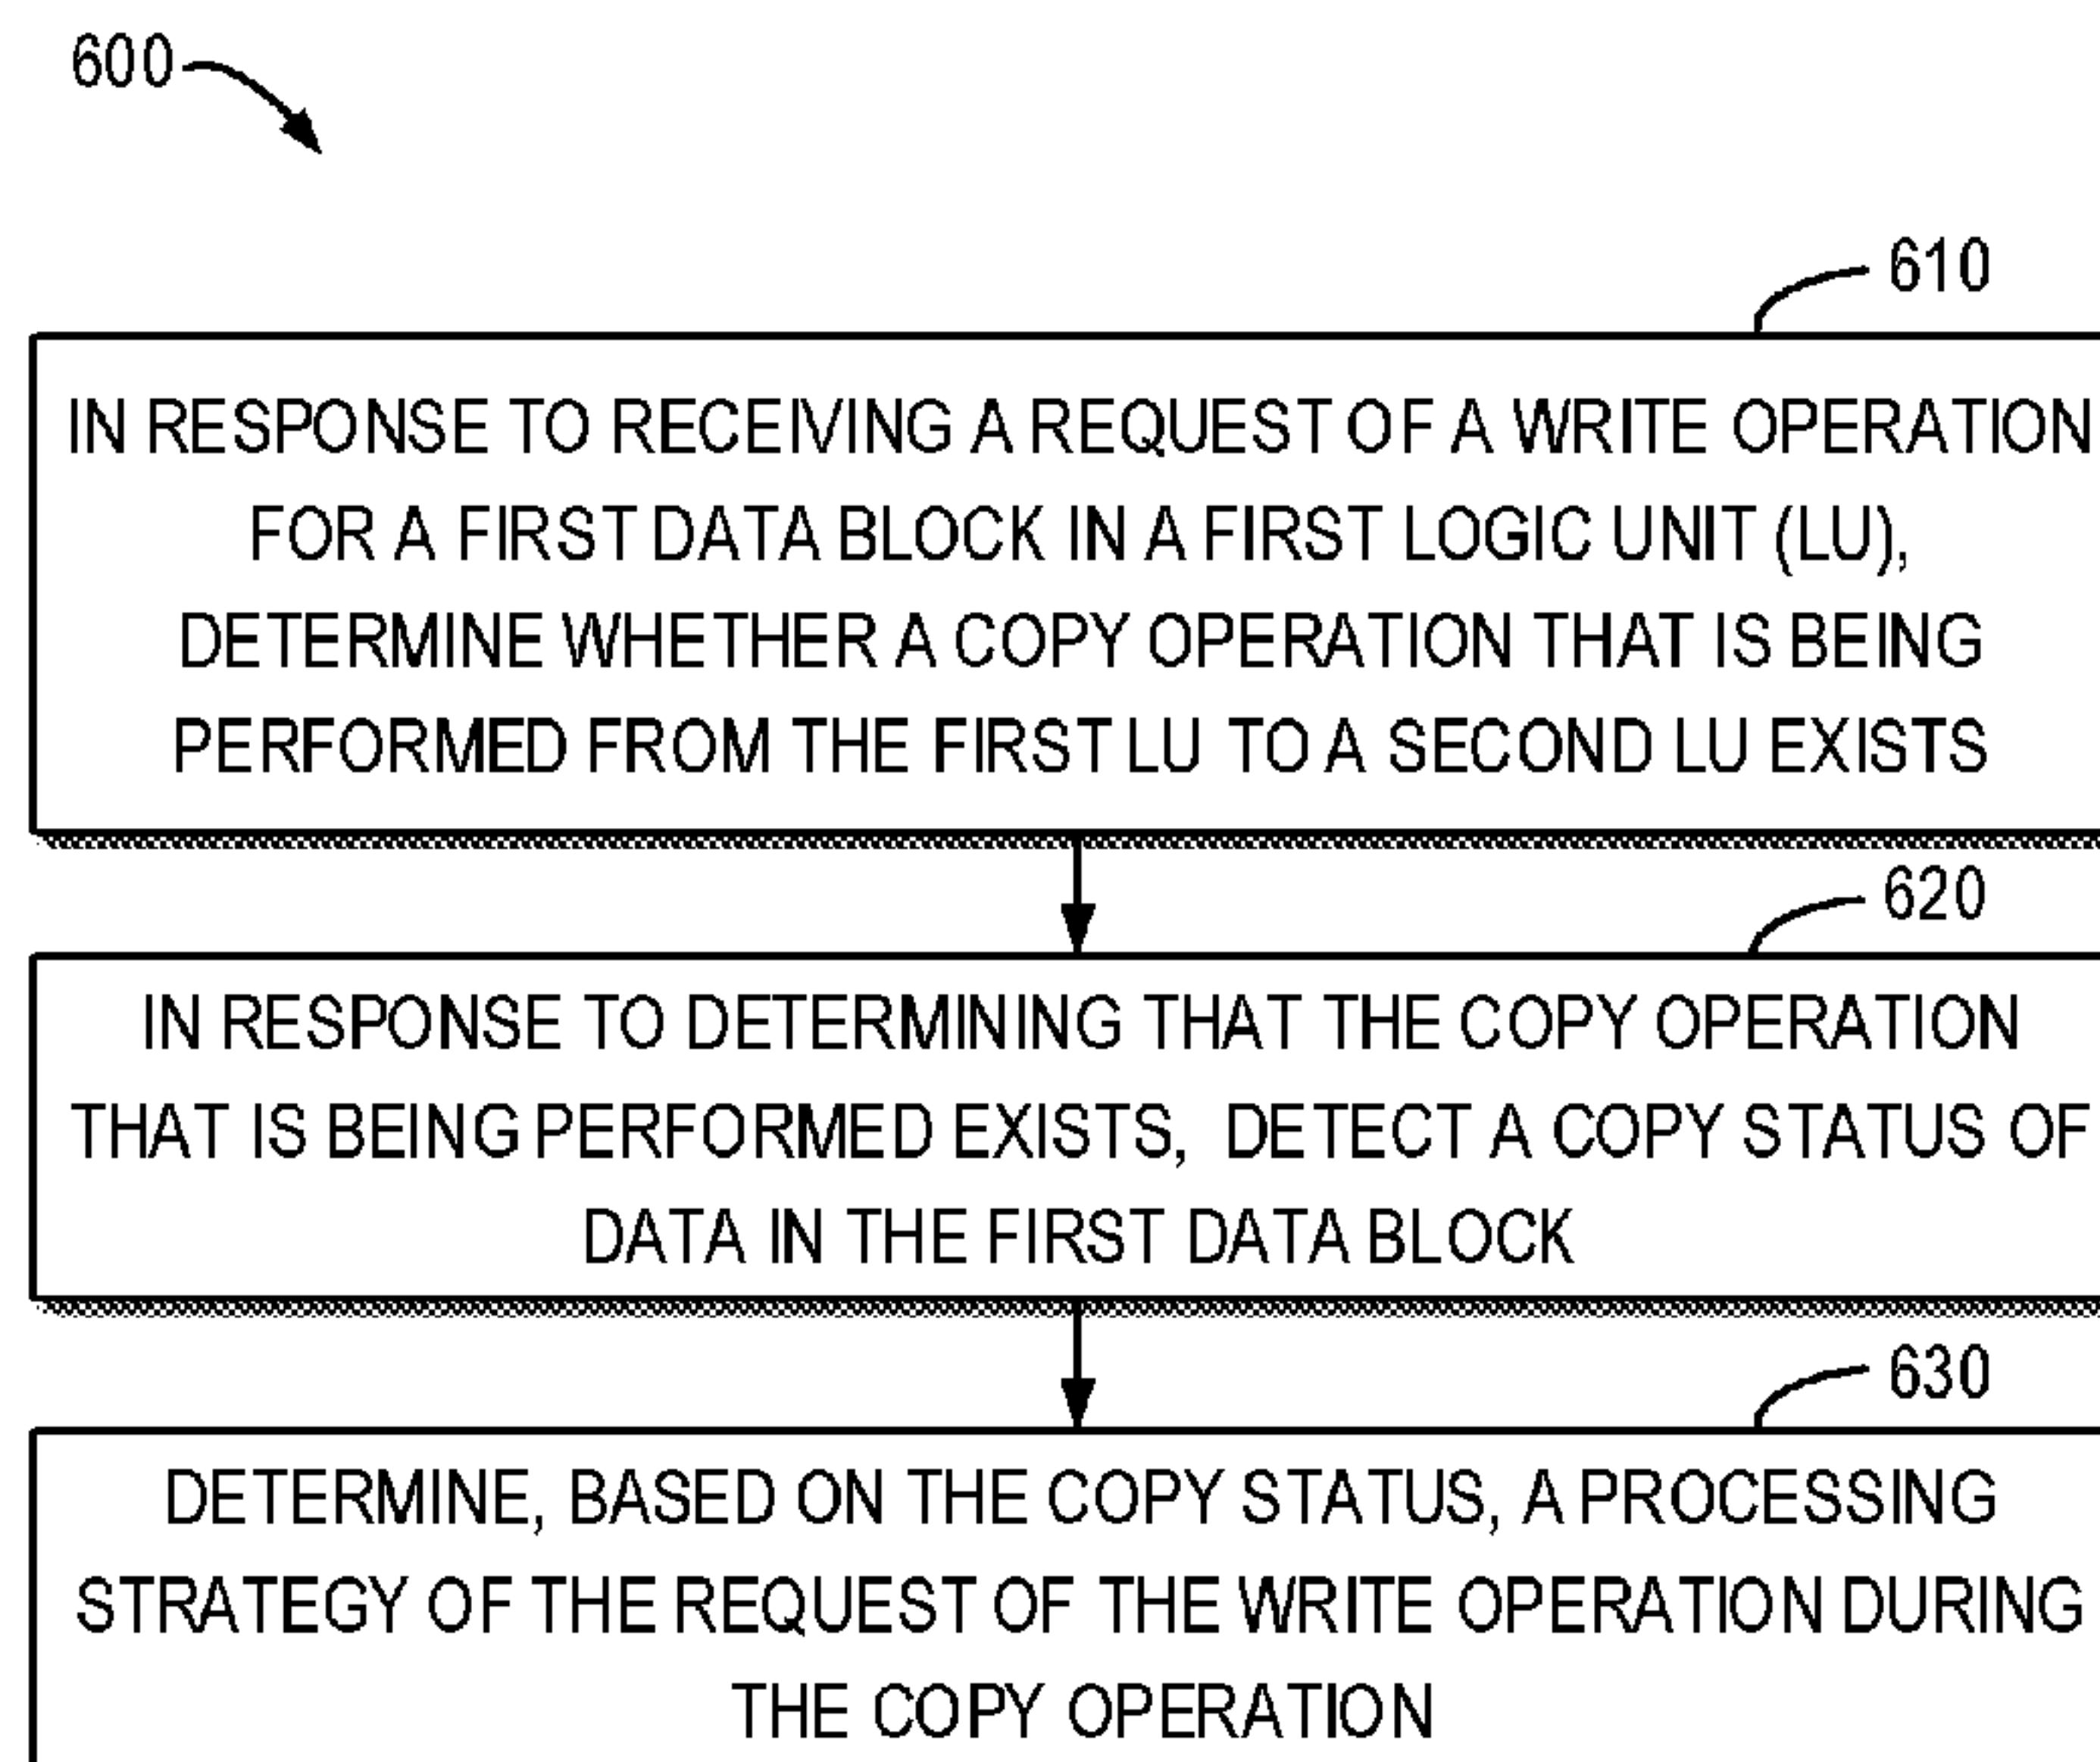 600
610
IN RESPONSE TO RECEIVING A REQUEST OF A WRITE OPERATION
FOR A FIRST DATA BLOCK IN A FIRST LOGIC UNIT (LU),
DETERMINE WHETHER A COPY OPERATION THAT IS BEING
PERFORMED FROM THE FIRST LU TO A SECOND LU EXISTS
620
IN RESPONSE TO DETERMINING THAT THE COPY OPERATION
THAT IS BEING PERFORMED EXISTS, DETECT A COPY STATUS OF
DATA IN THE FIRST DATA BLOCK
630
DETERMINE, BASED ON THE COPY STATUS, A PROCESSING
STRATEGY OF THE REQUEST OF THE WRITE OPERATION DURING
THE COPY OPERATION